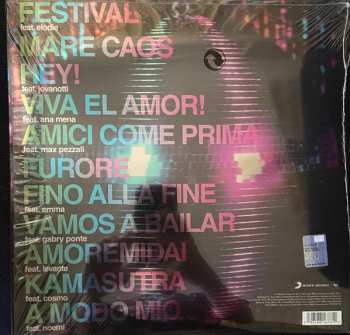 FESTIVAL
feat. elodie
MARE CAOS
HEY!
feat. jovanotti
VIVA EL AMOR!
feat. ana mena
AMICI COME PRIMA
feat. max pezzali
FURORE
FINO ALLA FINE
feat. emma
VAMOS A BAILAR
feat. gabry ponte
AMOREMIDAI
feat. levante
KAMASUTRA
feat. cosmo
A MODO MIO
feat. noemi
SONY MUSIC